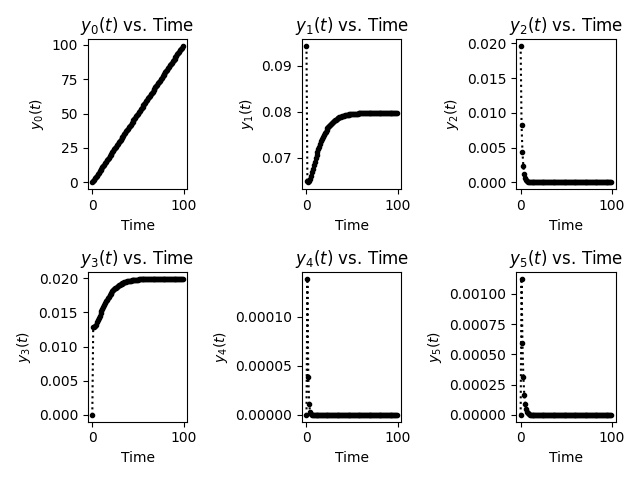 y₀(t) vs. Time
y₁(t) vs. Time
y₂(t) vs. Time
100
75
50
25
0
y₀(t)
0 100
Time
0.09
0.08
0.07
y₁(t)
0 100
Time
0.020
0.015
0.010
0.005
0.000
y₂(t)
0 100
Time
y₃(t) vs. Time
y₄(t) vs. Time
y₅(t) vs. Time
0.020
0.015
0.010
0.005
0.000
y₃(t)
0 100
Time
0.00010
0.00005
0.00000
y₄(t)
0 100
Time
0.00100
0.00075
0.00050
0.00025
0.00000
y₅(t)
0 100
Time